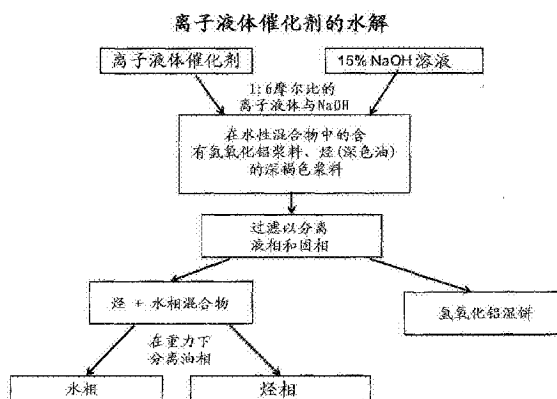 离子液体催化剂的水解
离子液体催化剂
15% NaOH 溶液
1:6摩尔比的
离子液体与NaOH
在水性混合物中的含
有氢氧化铝浆料、烃(深色油)
的深褐色浆料
过滤以分离
液相和固相
烃 + 水相混合物
氢氧化铝湿饼
在重力下
分离油相
水相
烃相